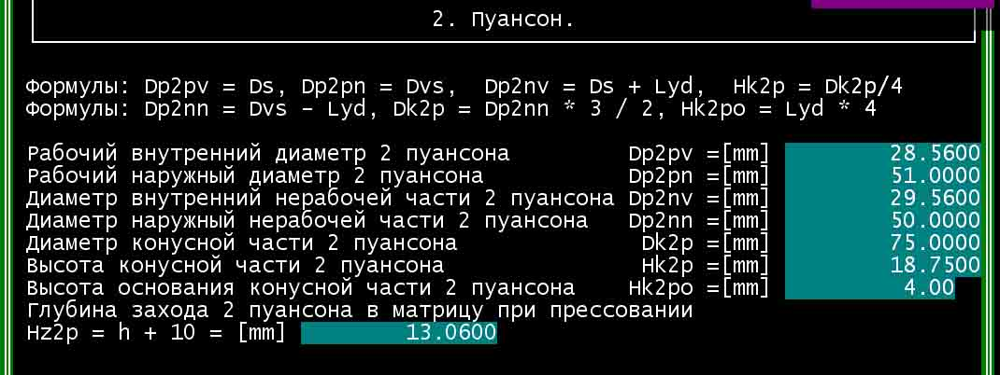 2. Пуансон.
Формулы: Dp2pv = Ds, Dp2pn = Dvs, Dp2nv = Ds + Lyd, Hk2p = Dk2p/4
Формулы: Dp2nn = Dvs - Lyd, Dk2p = Dp2nn * 3 / 2, Hk2po = Lyd * 4
Рабочий внутренний диаметр 2 пуансона Dp2pv =[mm] 28.5600
Рабочий наружный диаметр 2 пуансона Dp2pn =[mm] 51.0000
Диаметр внутренний нерабочей части 2 пуансона Dp2nv =[mm] 29.5600
Диаметр наружный нерабочей части 2 пуансона Dp2nn =[mm] 50.0000
Диаметр конусной части 2 пуансона Dk2p =[mm] 75.0000
Высота конусной части 2 пуансона Hk2p =[mm] 18.7500
Высота основания конусной части 2 пуансона Hk2po =[mm] 4.00
Глубина захода 2 пуансона в матрицу при прессовании
Hz2p = h + 10 = [mm] 13.0600